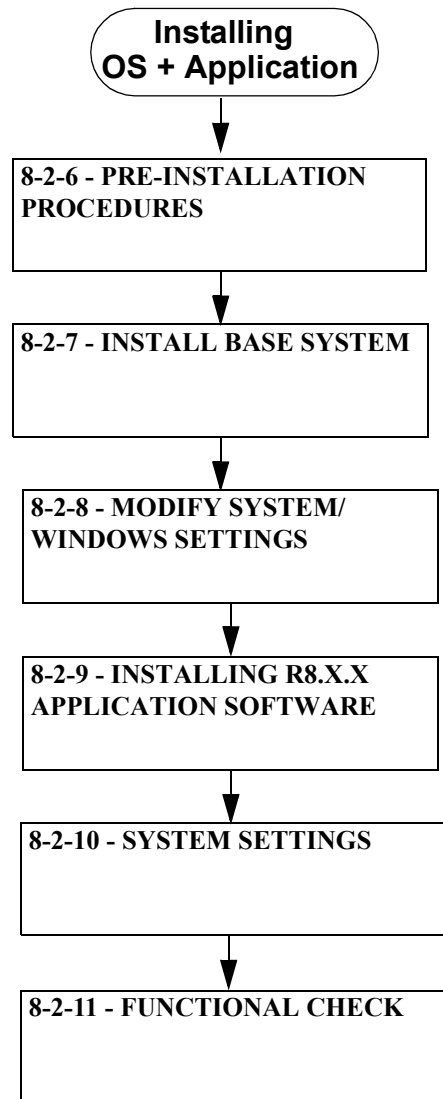 Installing
OS + Application
8-2-6 - PRE-INSTALLATION
PROCEDURES
8-2-7 - INSTALL BASE SYSTEM
8-2-8 - MODIFY SYSTEM/
WINDOWS SETTINGS
8-2-9 - INSTALLING R8.X.X
APPLICATION SOFTWARE
8-2-10 - SYSTEM SETTINGS
8-2-11 - FUNCTIONAL CHECK